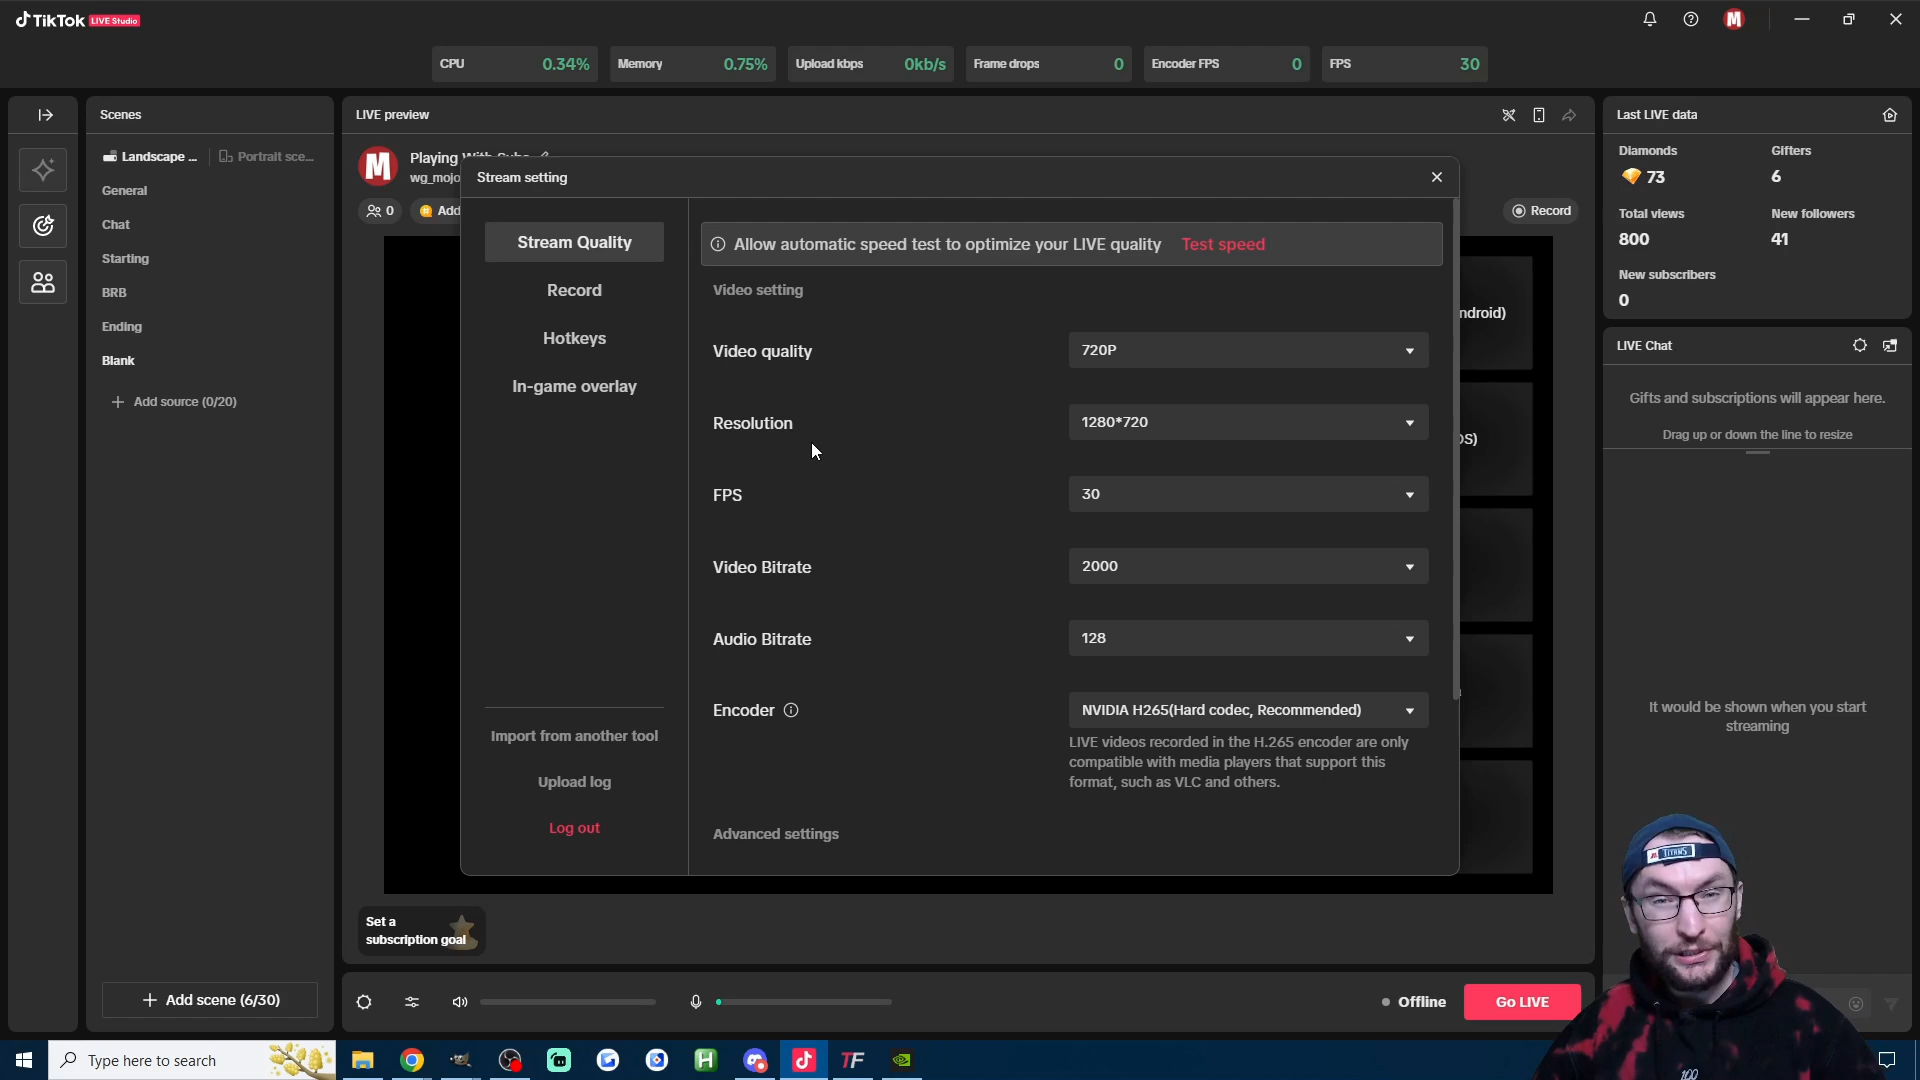 TikTok LIVE Studio
M
CPU 0.34%
Memory 0.75%
Upload kbps 0kb/s
Frame drops 0
Encoder FPS 0
FPS 30
Scenes
Landscape ...
Portrait sce...
General
Chat
Starting
BRB
Ending
Blank
Add source (0/20)
Add scene (6/30)
LIVE preview
M
Playing With Subs
wg_mojo
0
Add
Record
Stream setting
Stream Quality
Record
Hotkeys
In-game overlay
Import from another tool
Upload log
Log out
Allow automatic speed test to optimize your LIVE quality Test speed
Video setting
Video quality 720P
Resolution 1280*720
FPS 30
Video Bitrate 2000
Audio Bitrate 128
Encoder NVIDIA H265(Hard codec, Recommended)
LIVE videos recorded in the H.265 encoder are only
compatible with media players that support this
format, such as VLC and others.
Advanced settings
ndroid)
OS)
Set a
subscription goal
Offline
Go LIVE
Last LIVE data
Diamonds
73
Gifters
6
Total views
800
New followers
41
New subscribers
0
LIVE Chat
Gifts and subscriptions will appear here.
Drag up or down the line to resize
It would be shown when you start
streaming
TITANS
100
Type here to search
H
TF